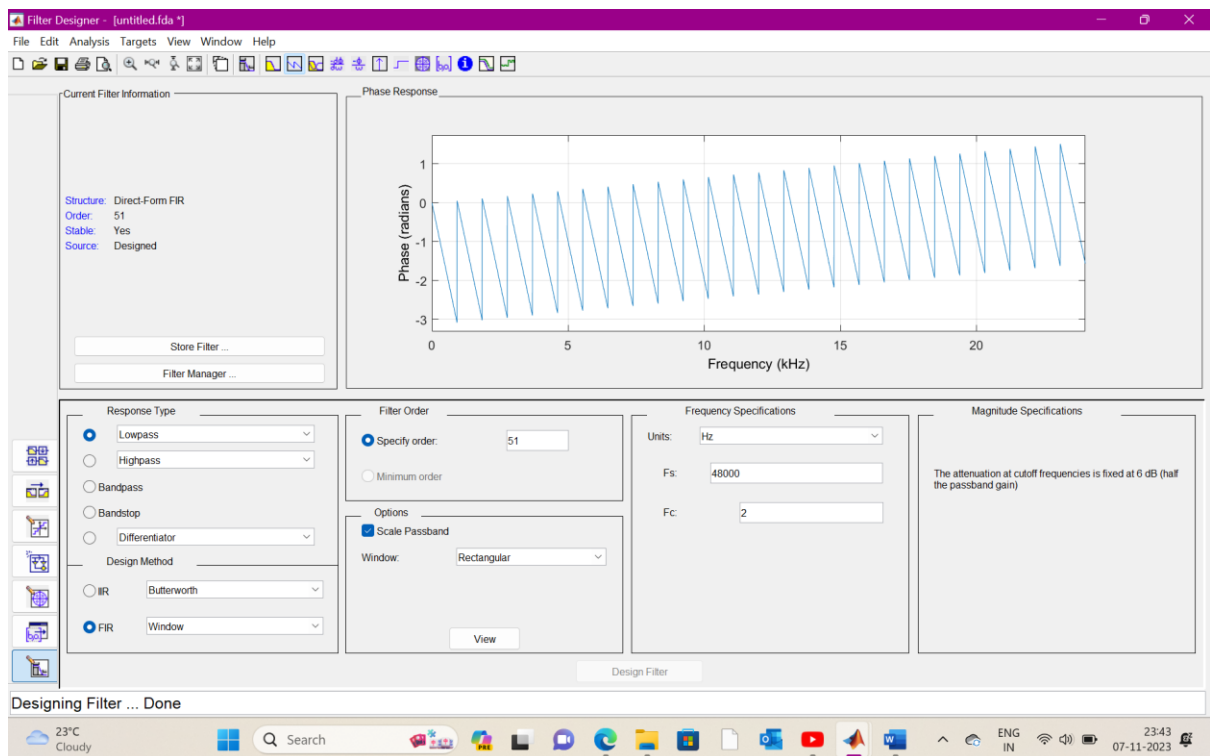 Filter Designer - [untitled.fda *]
File Edit Analysis Targets View Window Help
Current Filter Information
Structure: Direct-Form FIR
Order: 51
Stable: Yes
Source: Designed
Store Filter ...
Filter Manager ...
Phase Response
Phase (radians)
1
0
-1
-2
-3
0 5 10 15 20
Frequency (kHz)
Response Type
Lowpass
Highpass
Bandpass
Bandstop
Differentiator
Design Method
IIR Butterworth
FIR Window
Filter Order
Specify order: 51
Minimum order
Options
Scale Passband
Window: Rectangular
View
Frequency Specifications
Units: Hz
Fs: 48000
Fc: 2
Magnitude Specifications
The attenuation at cutoff frequencies is fixed at 6 dB (half
the passband gain)
Design Filter
Designing Filter ... Done
23°C
Cloudy
Search
PRE
ENG
IN
23:43
07-11-2023